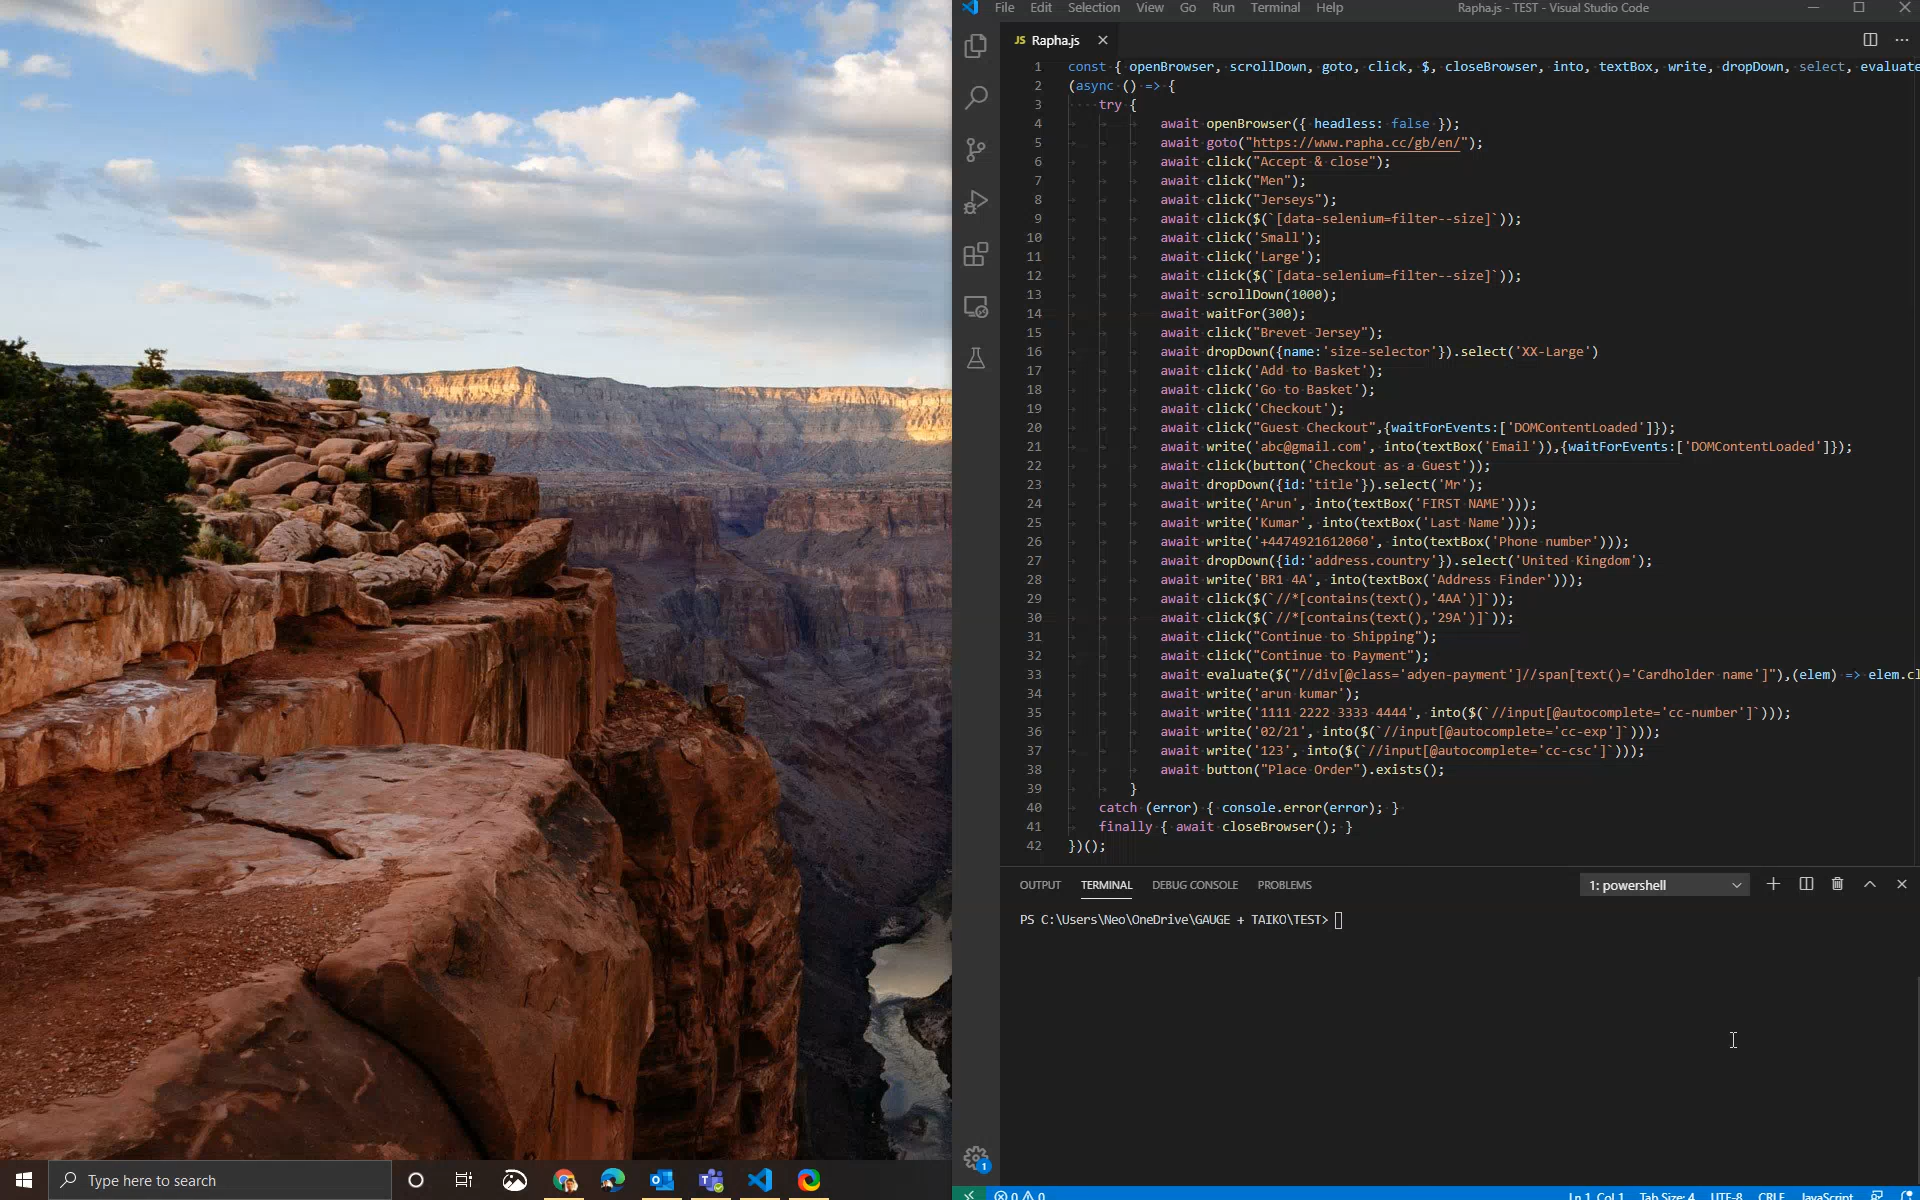 File Edit Selection View Go Run Terminal Help Rapha.js - TEST - Visual Studio Code
JS Rapha.js
1 const { openBrowser, scrollDown, goto, click, $, closeBrowser, into, textBox, write, dropDown, select, evaluate
2 (async () => {
3 try {
4 await openBrowser({ headless: false });
5 await goto("https://www.rapha.cc/gb/en/");
6 await click("Accept & close");
7 await click("Men");
8 await click("Jerseys");
9 await click($(`[data-selenium=filter--size]`));
10 await click('Small');
11 await click('Large');
12 await click($(`[data-selenium=filter--size]`));
13 await scrollDown(1000);
14 await waitFor(300);
15 await click("Brevet Jersey");
16 await dropDown({name:'size-selector'}).select('XX-Large')
17 await click('Add to Basket');
18 await click('Go to Basket');
19 await click('Checkout');
20 await click("Guest Checkout",{waitForEvents:['DOMContentLoaded']});
21 await write('abc@gmail.com', into(textBox('Email')),{waitForEvents:['DOMContentLoaded']});
22 await click(button('Checkout as a Guest'));
23 await dropDown({id:'title'}).select('Mr');
24 await write('Arun', into(textBox('FIRST NAME')));
25 await write('Kumar', into(textBox('Last Name')));
26 await write('+4474921612060', into(textBox('Phone number')));
27 await dropDown({id:'address.country'}).select('United Kingdom');
28 await write('BR1 4A', into(textBox('Address Finder')));
29 await click($(`//*[contains(text(),'4AA')]`));
30 await click($(`//*[contains(text(),'29A')]`));
31 await click("Continue to Shipping");
32 await click("Continue to Payment");
33 await evaluate($("//div[@class='adyen-payment']//span[text()='Cardholder name']"),(elem) => elem.cl
34 await write('arun kumar');
35 await write('1111 2222 3333 4444', into($(`//input[@autocomplete='cc-number']`)));
36 await write('02/21', into($(`//input[@autocomplete='cc-exp']`)));
37 await write('123', into($(`//input[@autocomplete='cc-csc']`)));
38 await button("Place Order").exists();
39 }
40 catch (error) { console.error(error); }
41 finally { await closeBrowser(); }
42 })();
OUTPUT TERMINAL DEBUG CONSOLE PROBLEMS 1: powershell
PS C:\Users\Neo\OneDrive\GAUGE + TAIKO\TEST>
1
Type here to search
0 0 Ln 1, Col 1 Tab Size: 4 UTF-8 CRLF JavaScript